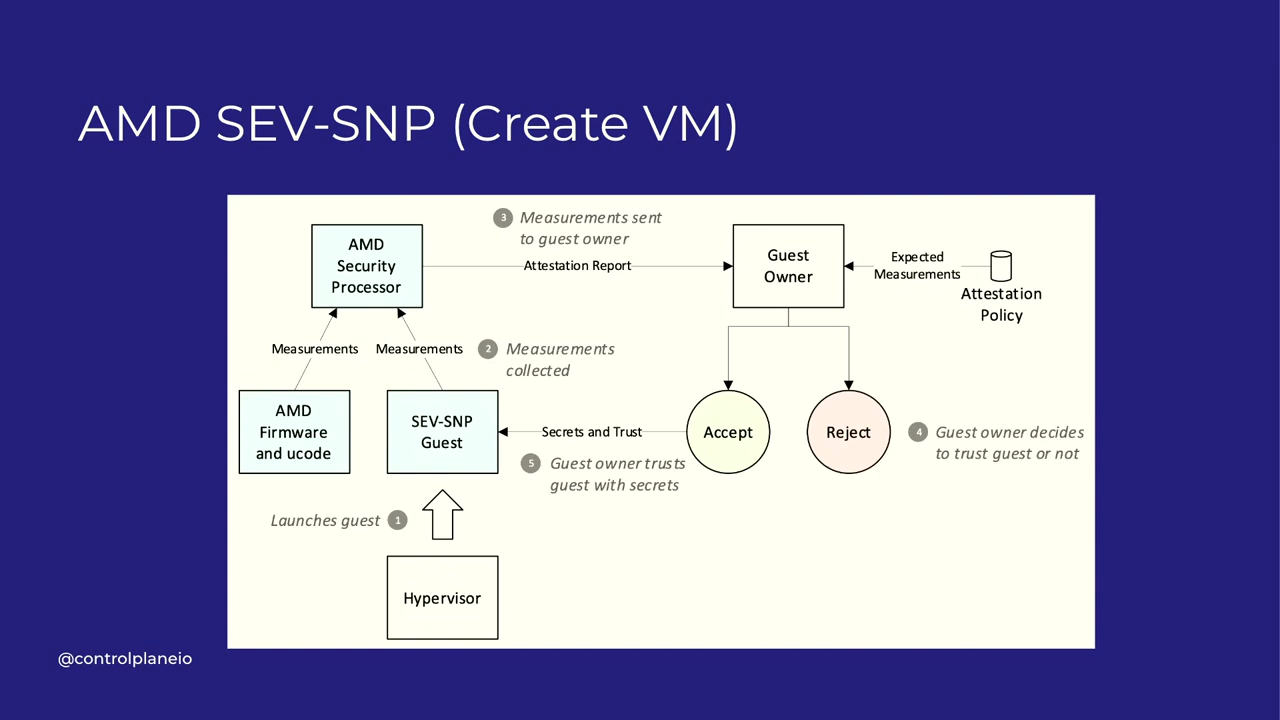 AMD SEV-SNP (Create VM)
3 Measurements sent
to guest owner
AMD
Security
Processor
Attestation Report
Guest
Owner
Expected
Measurements
Attestation
Policy
Measurements
Measurements
2 Measurements
collected
AMD
Firmware
and ucode
SEV-SNP
Guest
Secrets and Trust
Accept
Reject
4 Guest owner decides
to trust guest or not
5 Guest owner trusts
guest with secrets
Launches guest 1
Hypervisor
@controlplaneio